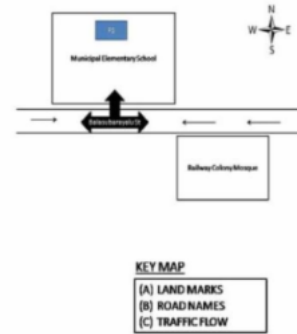 N
W E
S
Municipal Elementary School
Railway Colony Mosque
KEY MAP
(A) LAND MARKS
(B) ROAD NAMES
(C) TRAFFIC FLOW